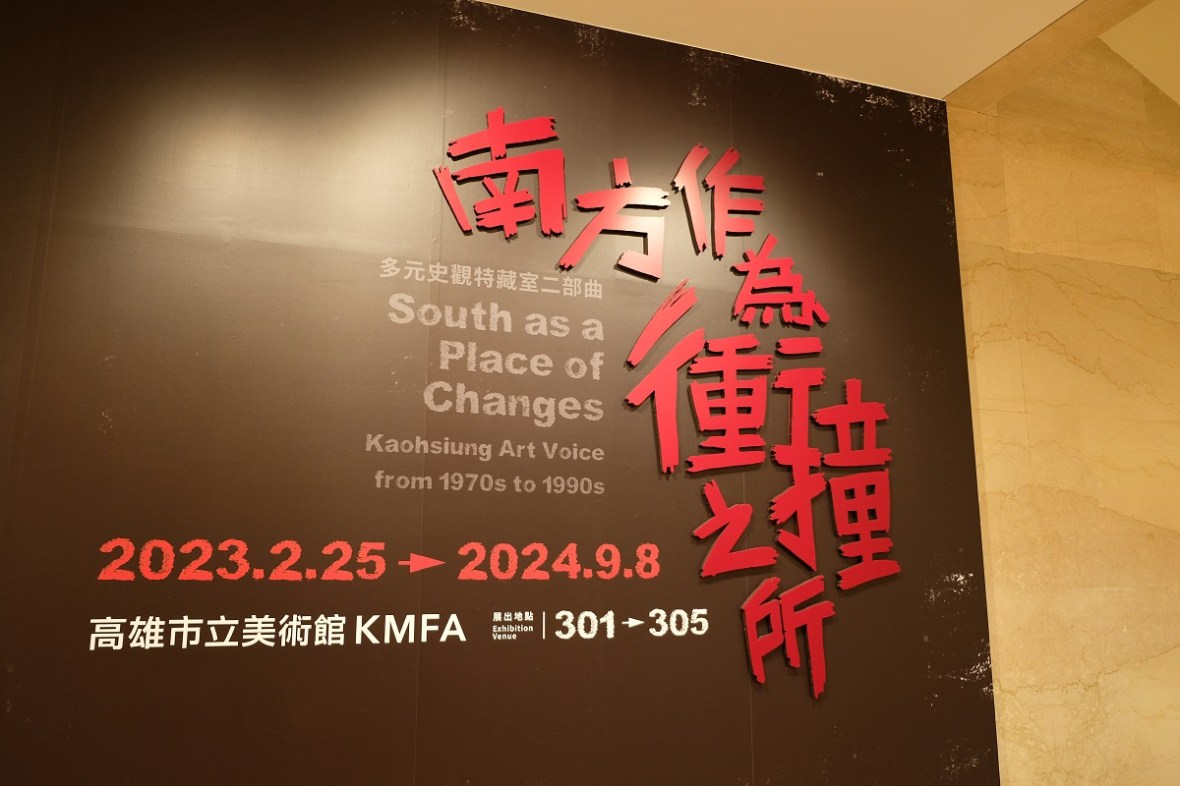 南方作為衝撞之所
多元史觀特藏室二部曲
South as a
Place of
Changes
Kaohsiung Art Voice
from 1970s to 1990s
2023.2.25→2024.9.8
高雄市立美術館 KMFA
展出地點
Exhibition
Venue
301→305